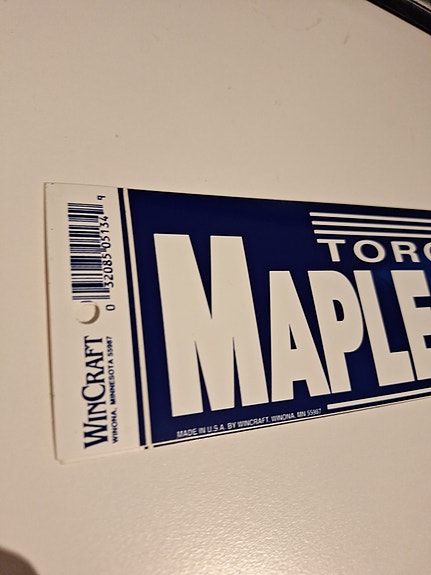 WINCRAFT
WINONA, MINNESOTA 55987
0 32085 05134 9
TORO
MAPLE
MADE IN U.S.A. BY WINCRAFT, WINONA, MN 55987